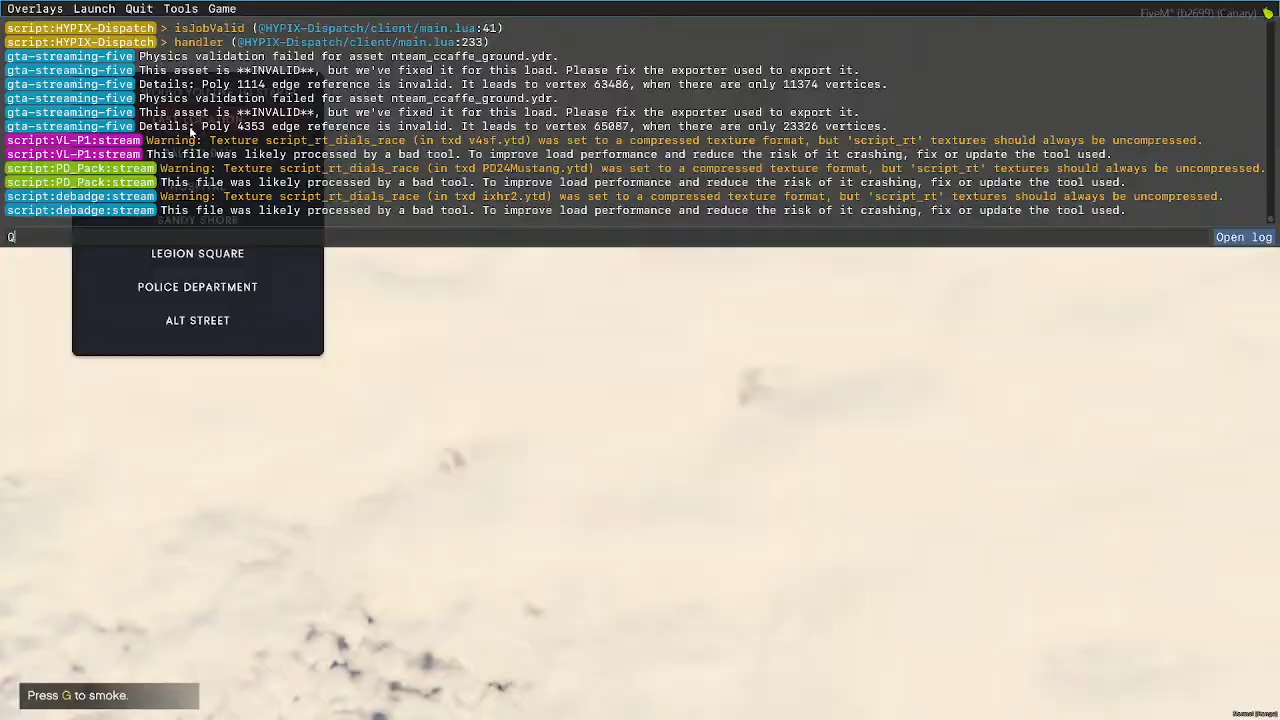 Overlays Launch Quit Tools Game
FiveM* (b2699) (Canary)
script:HYPIX-Dispatch > isJobValid (@HYPIX-Dispatch/client/main.lua:41)
script:HYPIX-Dispatch > handler (@HYPIX-Dispatch/client/main.lua:233)
gta-streaming-five Physics validation failed for asset nteam_ccaffe_ground.ydr.
gta-streaming-five This asset is **INVALID**, but we've fixed it for this load. Please fix the exporter used to export it.
gta-streaming-five Details: Poly 1114 edge reference is invalid. It leads to vertex 63486, when there are only 11374 vertices.
gta-streaming-five Physics validation failed for asset nteam_ccaffe_ground.ydr.
gta-streaming-five This asset is **INVALID**, but we've fixed it for this load. Please fix the exporter used to export it.
gta-streaming-five Details: Poly 4353 edge reference is invalid. It leads to vertex 65087, when there are only 23326 vertices.
script:VL-P1:stream Warning: Texture script_rt_dials_race (in txd v4sf.ytd) was set to a compressed texture format, but 'script_rt' textures should always be uncompressed.
script:VL-P1:stream This file was likely processed by a bad tool. To improve load performance and reduce the risk of it crashing, fix or update the tool used.
script:PD_Pack:stream Warning: Texture script_rt_dials_race (in txd PD24Mustang.ytd) was set to a compressed texture format, but 'script_rt' textures should always be uncompressed.
script:PD_Pack:stream This file was likely processed by a bad tool. To improve load performance and reduce the risk of it crashing, fix or update the tool used.
script:debadge:stream Warning: Texture script_rt_dials_race (in txd ixhr2.ytd) was set to a compressed texture format, but 'script_rt' textures should always be uncompressed.
script:debadge:stream This file was likely processed by a bad tool. To improve load performance and reduce the risk of it crashing, fix or update the tool used.
SANDY SHORE
Q
Open log
LEGION SQUARE
POLICE DEPARTMENT
ALT STREET
Press G to smoke.